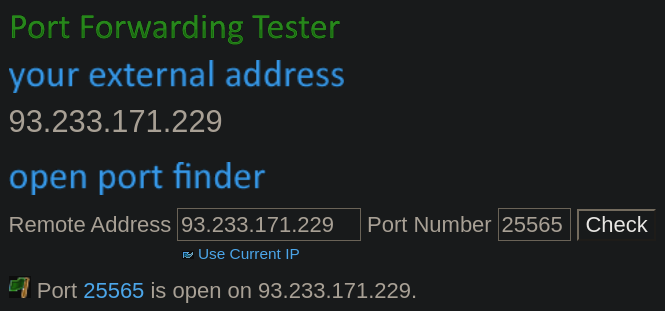 Port Forwarding Tester
your external address
93.233.171.229
open port finder
Remote Address 93.233.171.229 Port Number 25565 Check
Use Current IP
Port 25565 is open on 93.233.171.229.